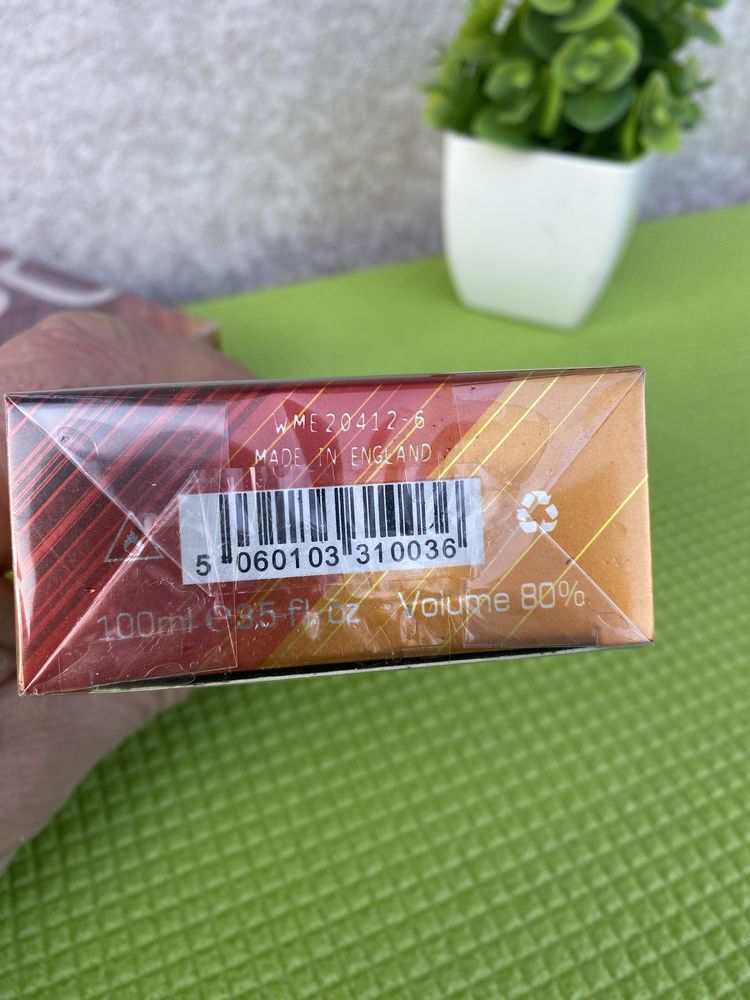 WME20412-6
MADE IN ENGLAND
5 060103 310036
100ml e 3.5 fl. oz Volume 80%